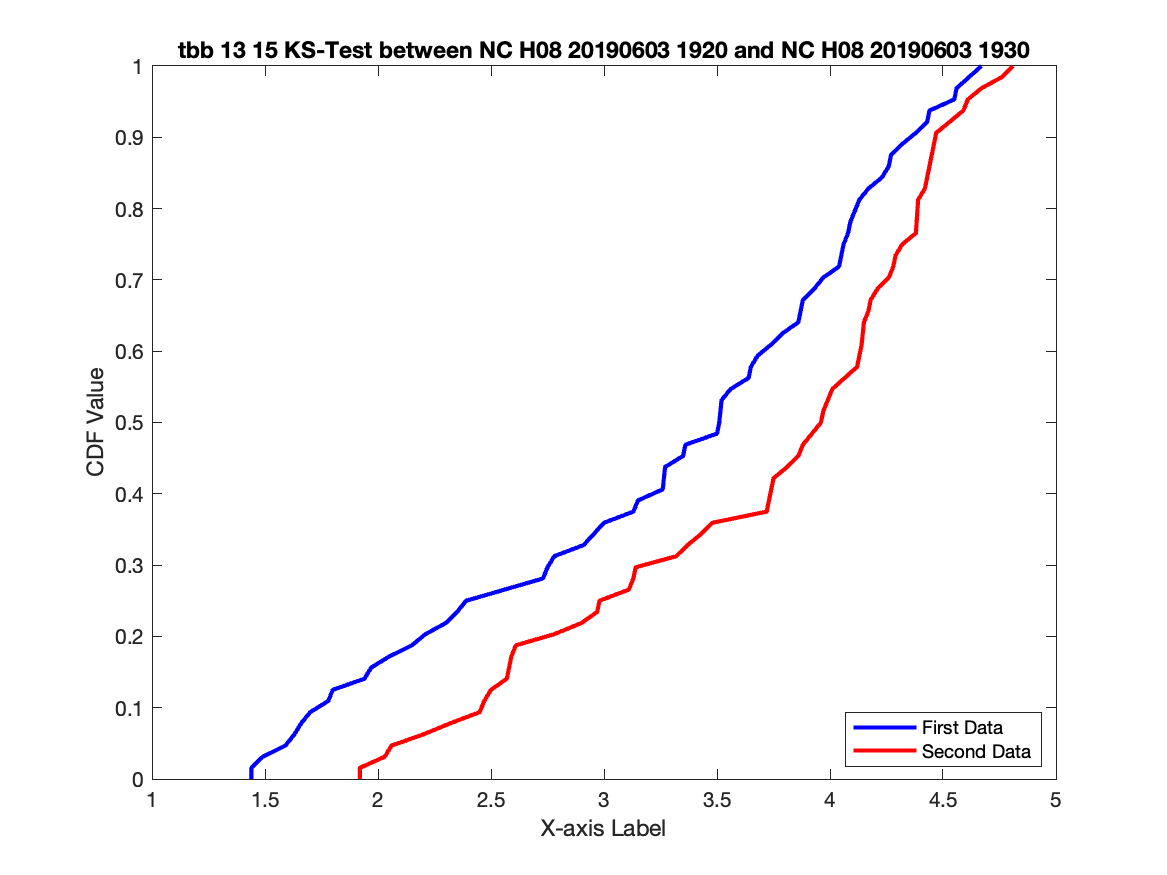 tbb 13 15 KS-Test between NC H08 20190603 1920 and NC H08 20190603 1930
1
0.9
0.8
0.7
0.6
0.5
0.4
0.3
0.2
0.1
0
CDF Value
First Data
Second Data
1 1.5 2 2.5 3 3.5 4 4.5 5
X-axis Label